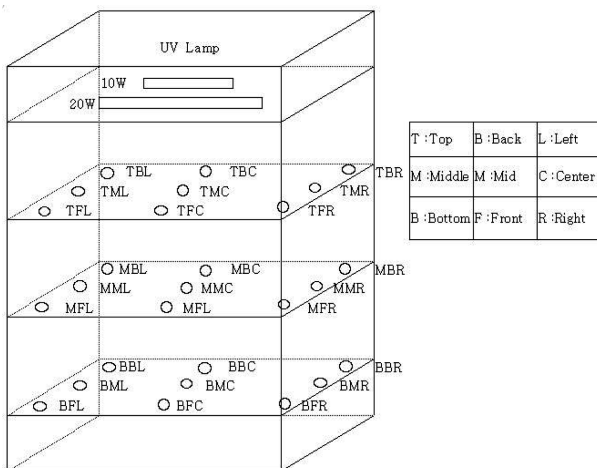 UV Lamp
10W
20W
T :Top B :Back L :Left
M :Middle M :Mid C :Center
B :Bottom F :Front R :Right
TBL TBC TBR
TML TMC TMR
TFL TFC TFR
MBL MBC MBR
MML MMC MMR
MFL MFL MFR
BBL BBC BBR
BML BMC BMR
BFL BFC BFR